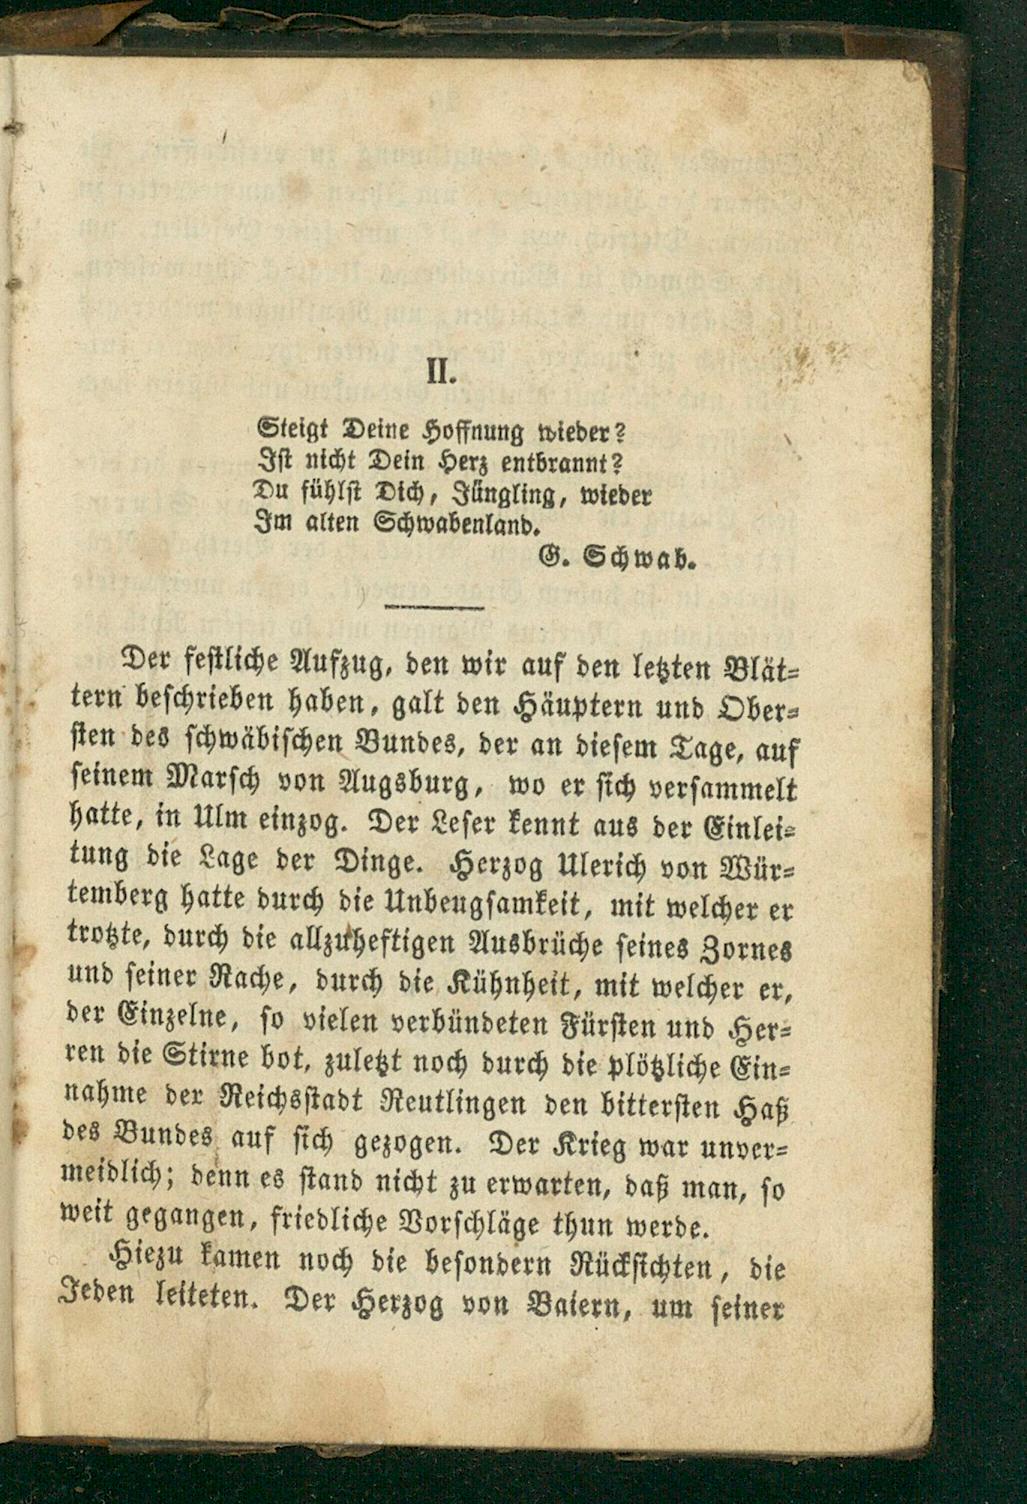 II.
Steigt Deine Hoffnung wieder?
Ist nicht Dein Herz entbrannt?
Du fühlst Dich, Jüngling, wieder
Im alten Schwabenland.
G. Schwab.
Der festliche Aufzug, den wir auf den letzten Blät-
tern beschrieben haben, galt den Häuptern und Ober-
sten des schwäbischen Bundes, der an diesem Tage, auf
seinem Marsch von Augsburg, wo er sich versammelt
hatte, in Ulm einzog. Der Leser kennt aus der Einlei-
tung die Lage der Dinge. Herzog Ulerich von Wür-
temberg hatte durch die Unbeugsamkeit, mit welcher er
trotzte, durch die allzuheftigen Ausbrüche seines Zornes
und seiner Rache, durch die Kühnheit, mit welcher er,
der Einzelne, so vielen verbündeten Fürsten und Her-
ren die Stirne bot, zuletzt noch durch die plötzliche Ein-
nahme der Reichsstadt Reutlingen den bittersten Haß
des Bundes auf sich gezogen. Der Krieg war unver-
meidlich; denn es stand nicht zu erwarten, daß man, so
weit gegangen, friedliche Vorschläge thun werde.
Hiezu kamen noch die besondern Rücksichten, die
Jeden leiteten. Der Herzog von Baiern, um seiner